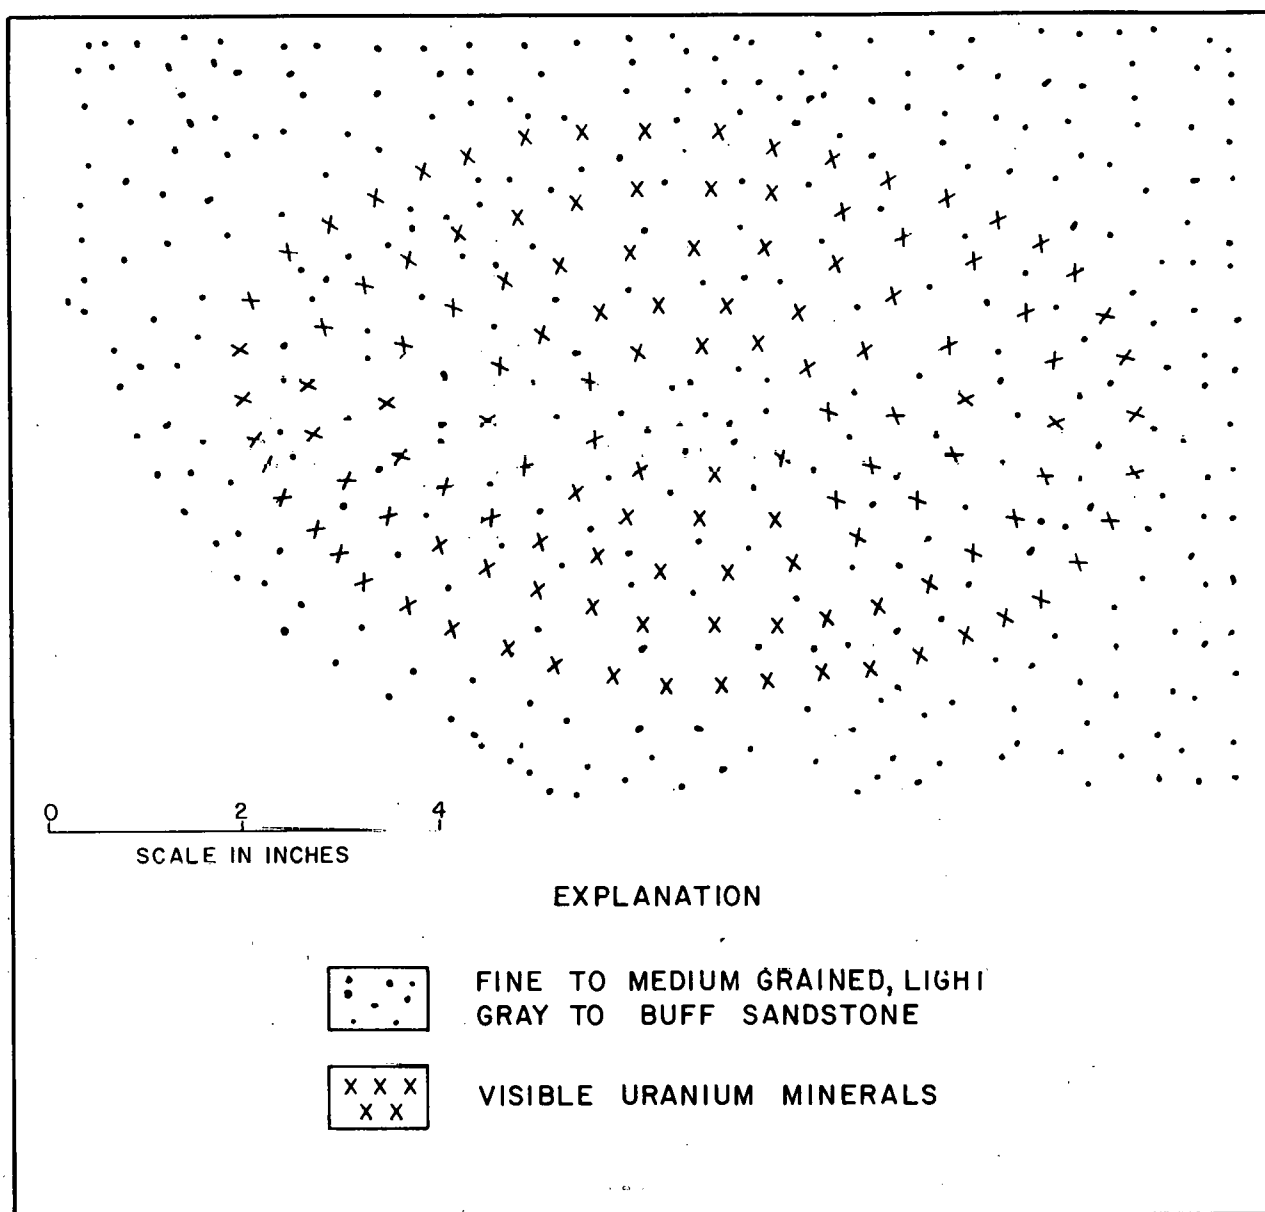 0 2 4
SCALE IN INCHES
EXPLANATION
FINE TO MEDIUM GRAINED, LIGHT
GRAY TO BUFF SANDSTONE
VISIBLE URANIUM MINERALS